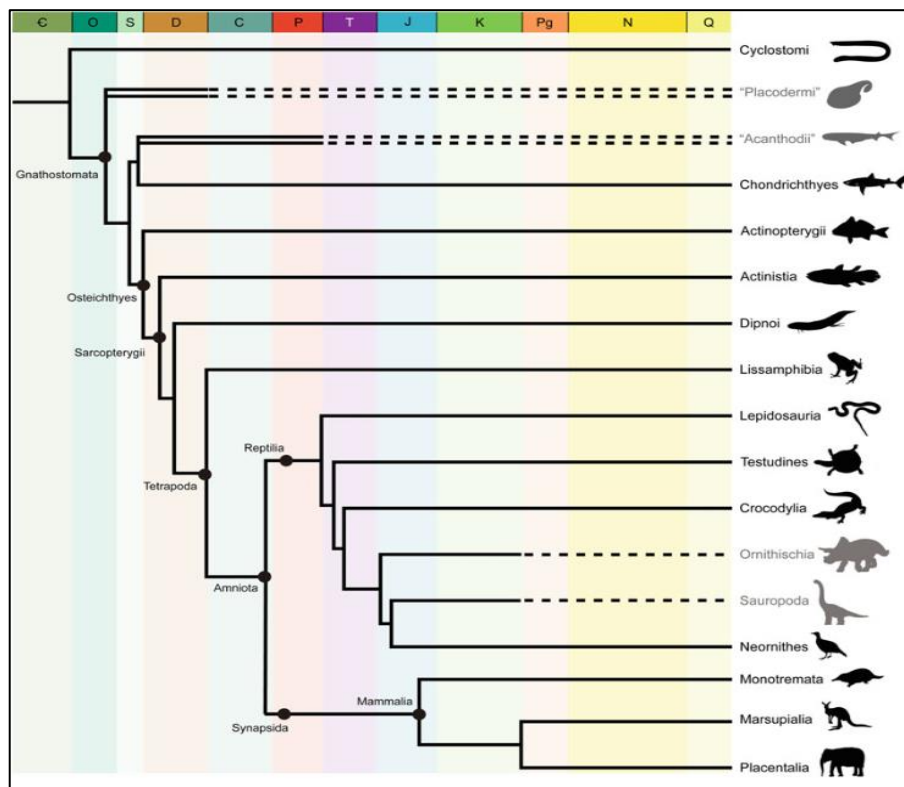 Є O S D C P T J K Pg N Q
Cyclostomi
"Placodermi"
"Acanthodii"
Gnathostomata
Chondrichthyes
Actinopterygii
Actinistia
Osteichthyes
Dipnoi
Sarcopterygii
Lissamphibia
Lepidosauria
Reptilia
Testudines
Tetrapoda
Crocodylia
Ornithischia
Amniota
Sauropoda
Neornithes
Monotremata
Mammalia
Marsupialia
Synapsida
Placentalia